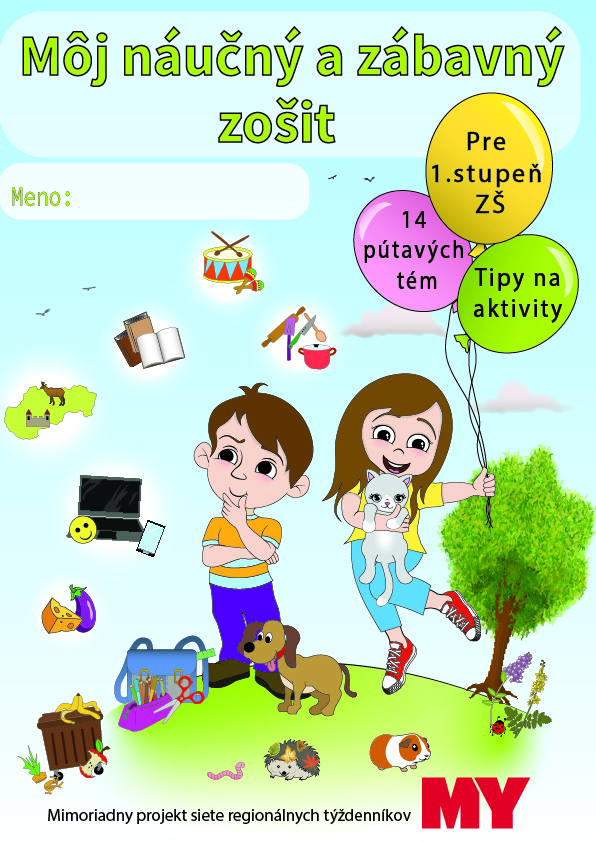 Môj náučný a zábavný
zošit
Meno:
Pre
1.stupeň
ZŠ
14
pútavých
tém
Tipy na
aktivity
Mimoriadny projekt siete regionálnych týždenníkov
MY